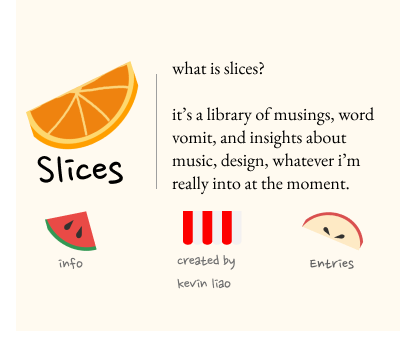 what is slices?
it's a library of musings, word
vomit, and insights about
music, design, whatever i'm
really into at the moment.
Slices
info
created by
kevin liao
Entries